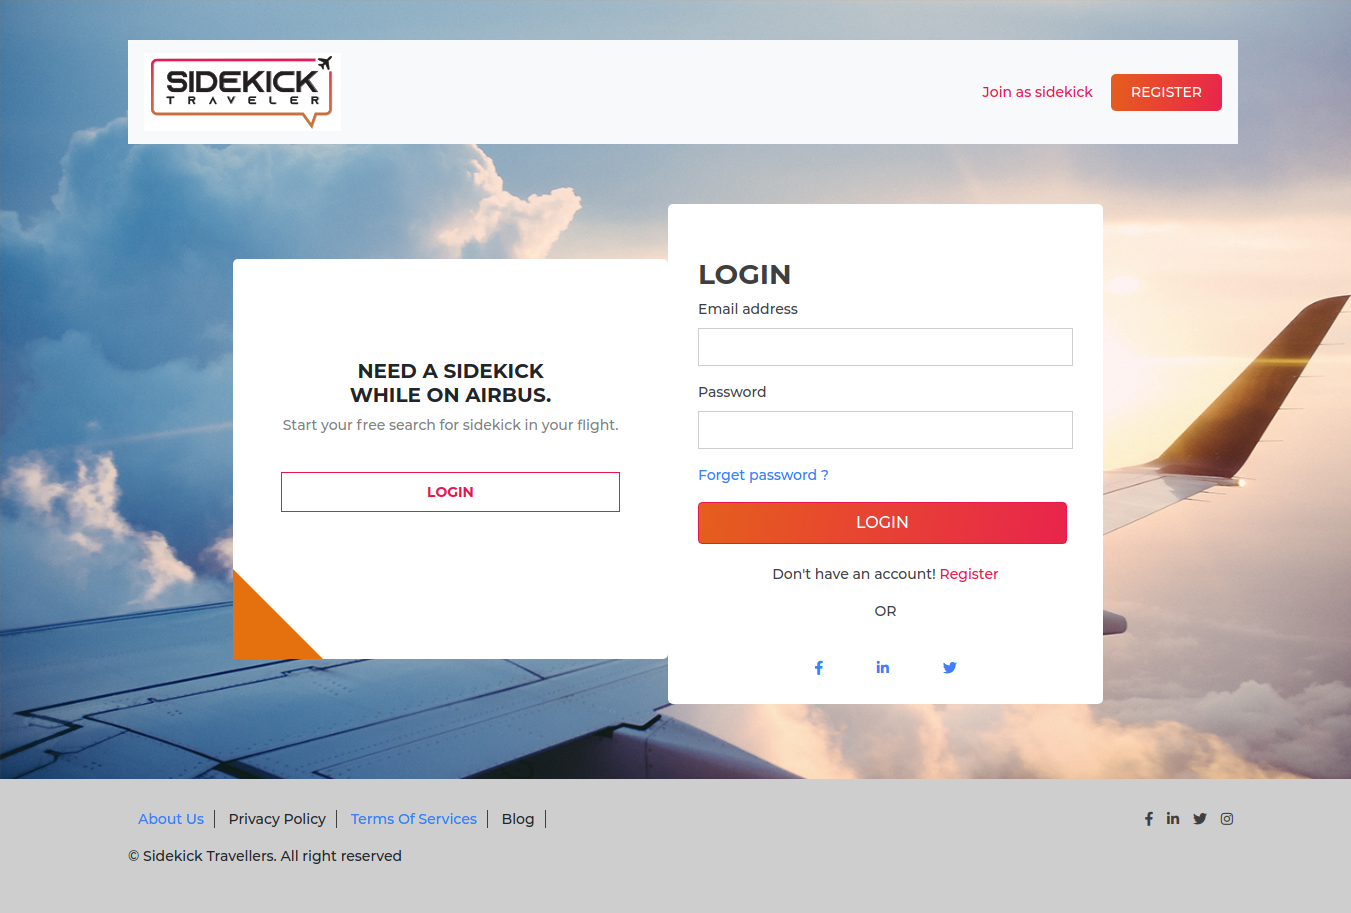 SIDEKICK
TRAVELER
Join as sidekick
REGISTER
NEED A SIDEKICK
WHILE ON AIRBUS.
Start your free search for sidekick in your flight.
LOGIN
LOGIN
Email address
Password
Forget password ?
LOGIN
Don't have an account! Register
OR
About Us
Privacy Policy
Terms Of Services
Blog
© Sidekick Travellers. All right reserved